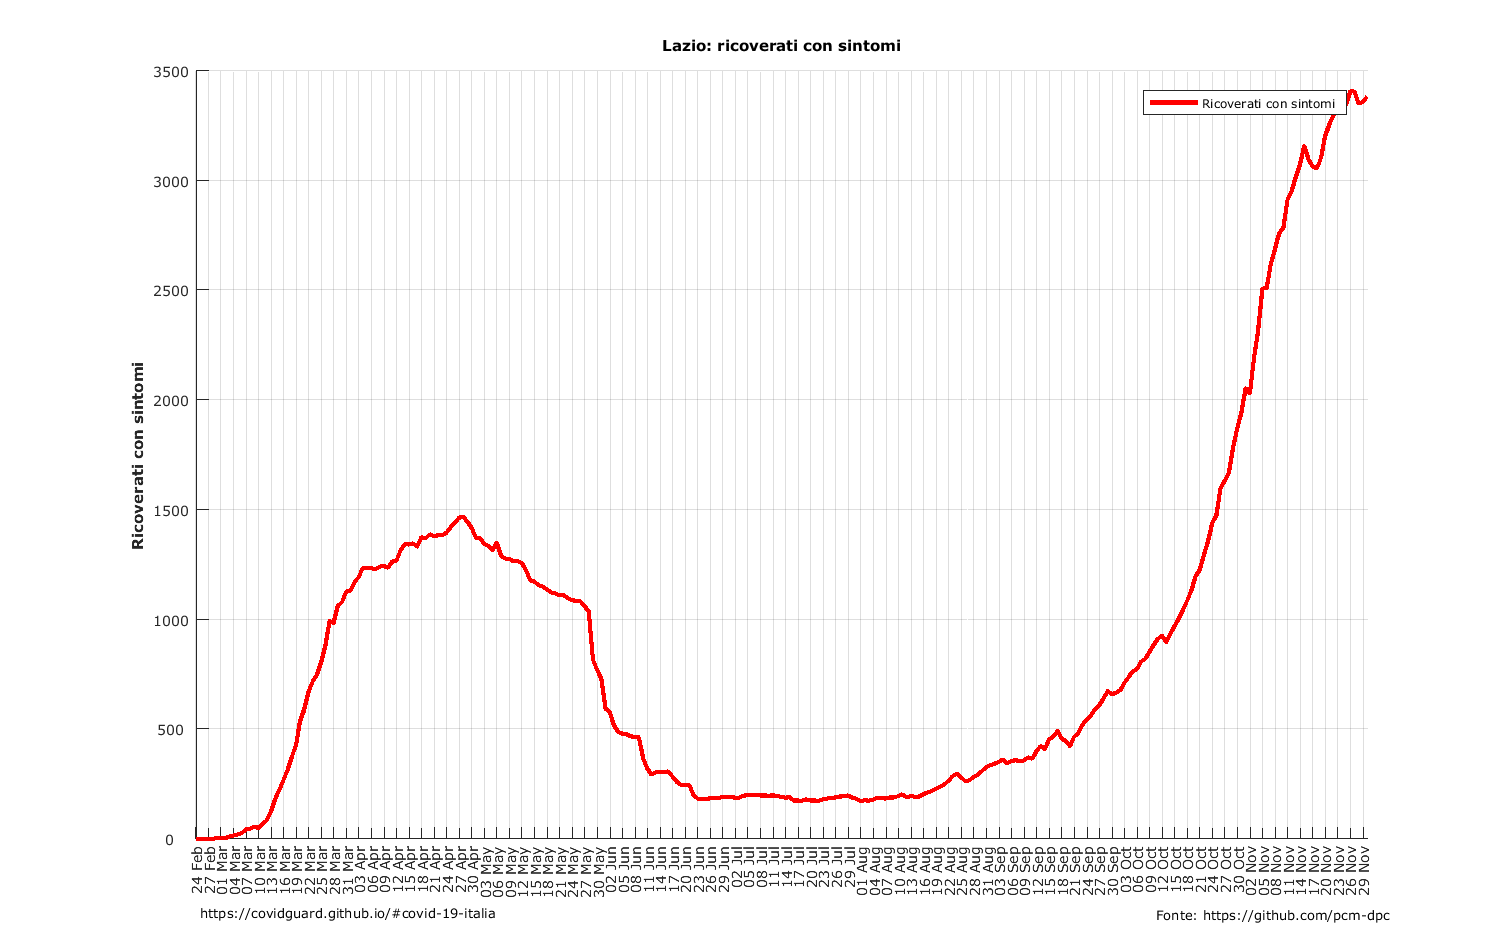 Lazio: ricoverati con sintomi
Ricoverati con sintomi
3500
3000
2500
2000
1500
1000
500
0
Ricoverati con sintomi
24 Feb
27 Feb
01 Mar
04 Mar
07 Mar
10 Mar
13 Mar
16 Mar
19 Mar
22 Mar
25 Mar
28 Mar
31 Mar
03 Apr
06 Apr
09 Apr
12 Apr
15 Apr
18 Apr
21 Apr
24 Apr
27 Apr
30 Apr
03 May
06 May
09 May
12 May
15 May
18 May
21 May
24 May
27 May
30 May
02 Jun
05 Jun
08 Jun
11 Jun
14 Jun
17 Jun
20 Jun
23 Jun
26 Jun
29 Jun
02 Jul
05 Jul
08 Jul
11 Jul
14 Jul
17 Jul
20 Jul
23 Jul
26 Jul
29 Jul
01 Aug
04 Aug
07 Aug
10 Aug
13 Aug
16 Aug
19 Aug
22 Aug
25 Aug
28 Aug
31 Aug
03 Sep
06 Sep
09 Sep
12 Sep
15 Sep
18 Sep
21 Sep
24 Sep
27 Sep
30 Sep
03 Oct
06 Oct
09 Oct
12 Oct
15 Oct
18 Oct
21 Oct
24 Oct
27 Oct
30 Oct
02 Nov
05 Nov
08 Nov
11 Nov
14 Nov
17 Nov
20 Nov
23 Nov
26 Nov
29 Nov
https://covidguard.github.io/#covid-19-italia
Fonte: https://github.com/pcm-dpc